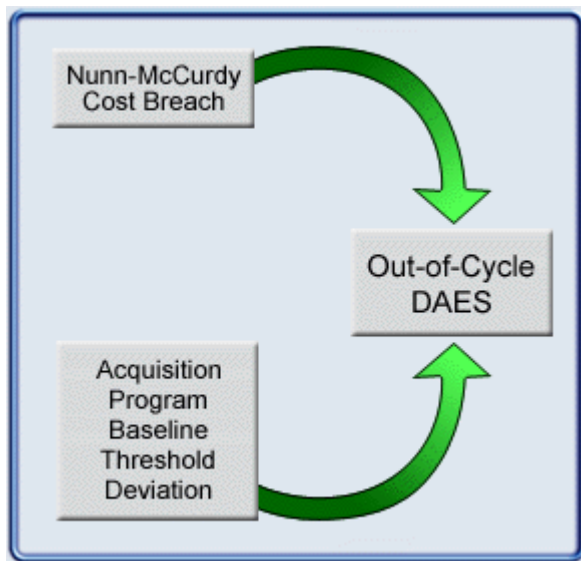 Nunn-McCurdy
Cost Breach
Out-of-Cycle
DAES
Acquisition
Program
Baseline
Threshold
Deviation